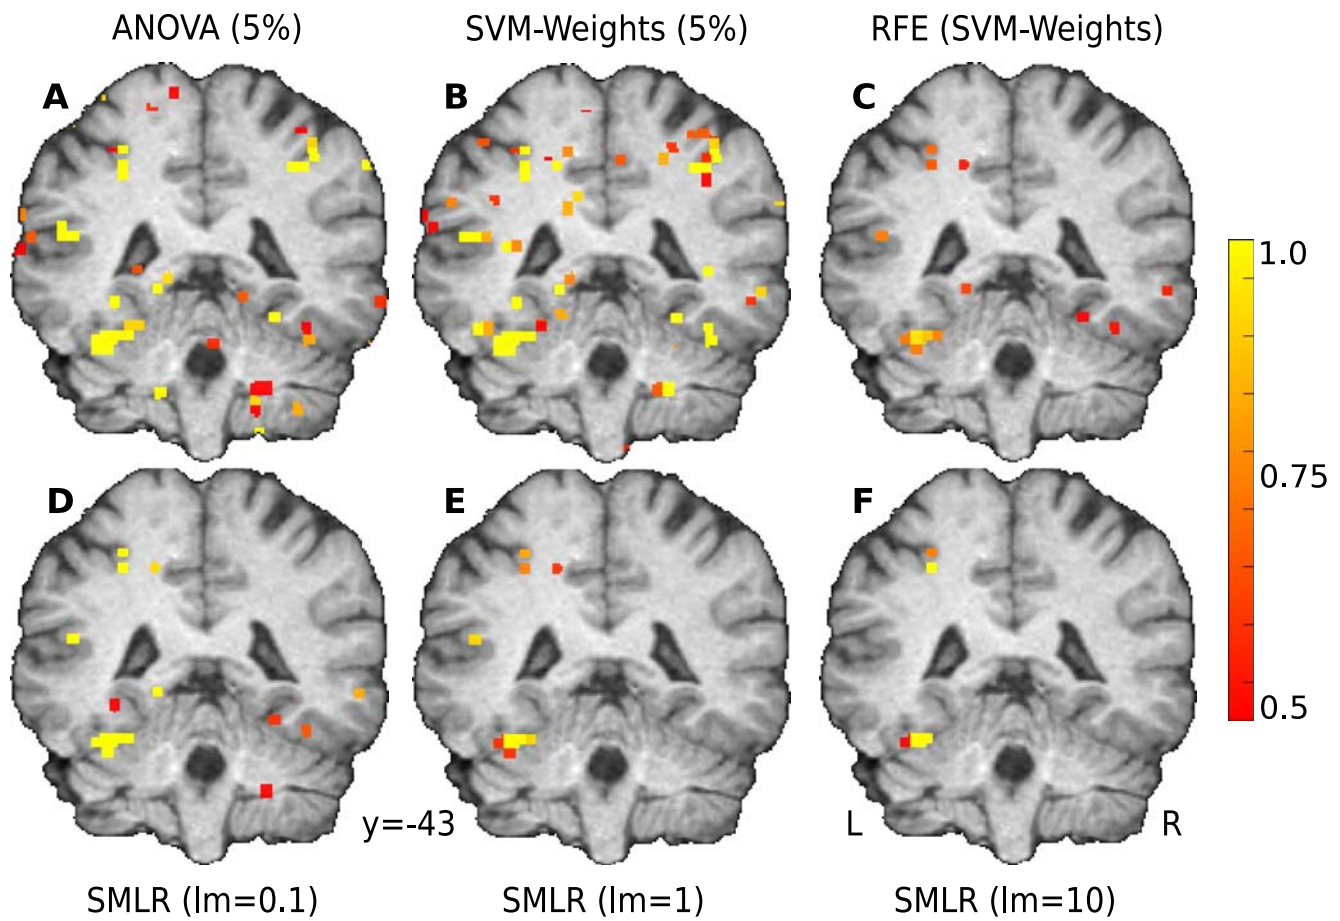 ANOVA (5%)
SVM-Weights (5%)
RFE (SVM-Weights)
A
B
C
1.0
0.75
0.5
D
E
F
y=-43
L
R
SMLR (lm=0.1)
SMLR (lm=1)
SMLR (lm=10)